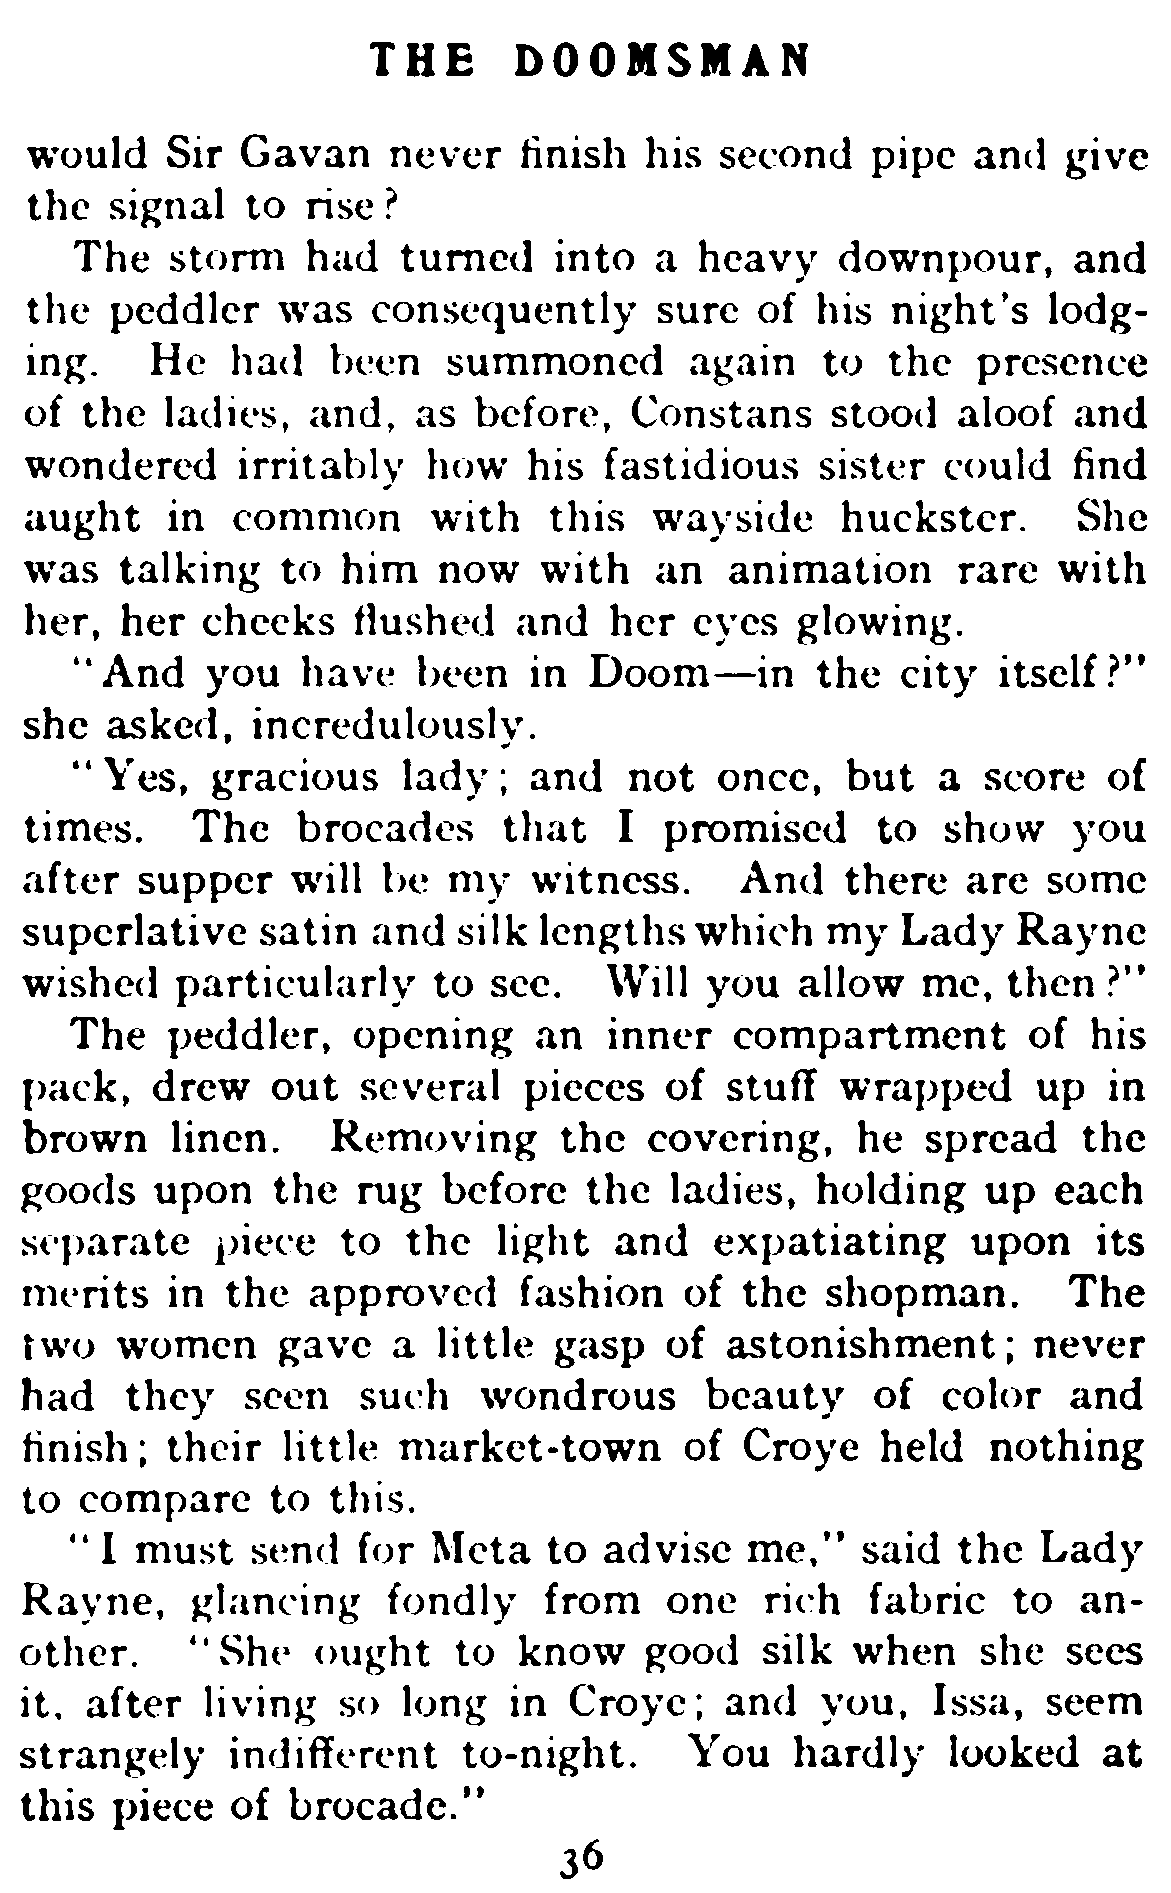 THE DOOMSMAN
would Sir Gavan never finish his second pipe and give
the signal to rise?
The storm had turned into a heavy downpour, and
the peddler was consequently sure of his night's lodg-
ing. He had been summoned again to the presence
of the ladies, and, as before, Constans stood aloof and
wondered irritably how his fastidious sister could find
aught in common with this wayside huckster. She
was talking to him now with an animation rare with
her, her cheeks flushed and her eyes glowing.
"And you have been in Doom—in the city itself?"
she asked, incredulously.
"Yes, gracious lady; and not once, but a score of
times. The brocades that I promised to show you
after supper will be my witness. And there are some
superlative satin and silk lengths which my Lady Rayne
wished particularly to see. Will you allow me, then?"
The peddler, opening an inner compartment of his
pack, drew out several pieces of stuff wrapped up in
brown linen. Removing the covering, he spread the
goods upon the rug before the ladies, holding up each
separate piece to the light and expatiating upon its
merits in the approved fashion of the shopman. The
two women gave a little gasp of astonishment; never
had they seen such wondrous beauty of color and
finish; their little market-town of Croye held nothing
to compare to this.
"I must send for Meta to advise me," said the Lady
Rayne, glancing fondly from one rich fabric to an-
other. "She ought to know good silk when she sees
it, after living so long in Croye; and you, Issa, seem
strangely indifferent to-night. You hardly looked at
this piece of brocade."
36